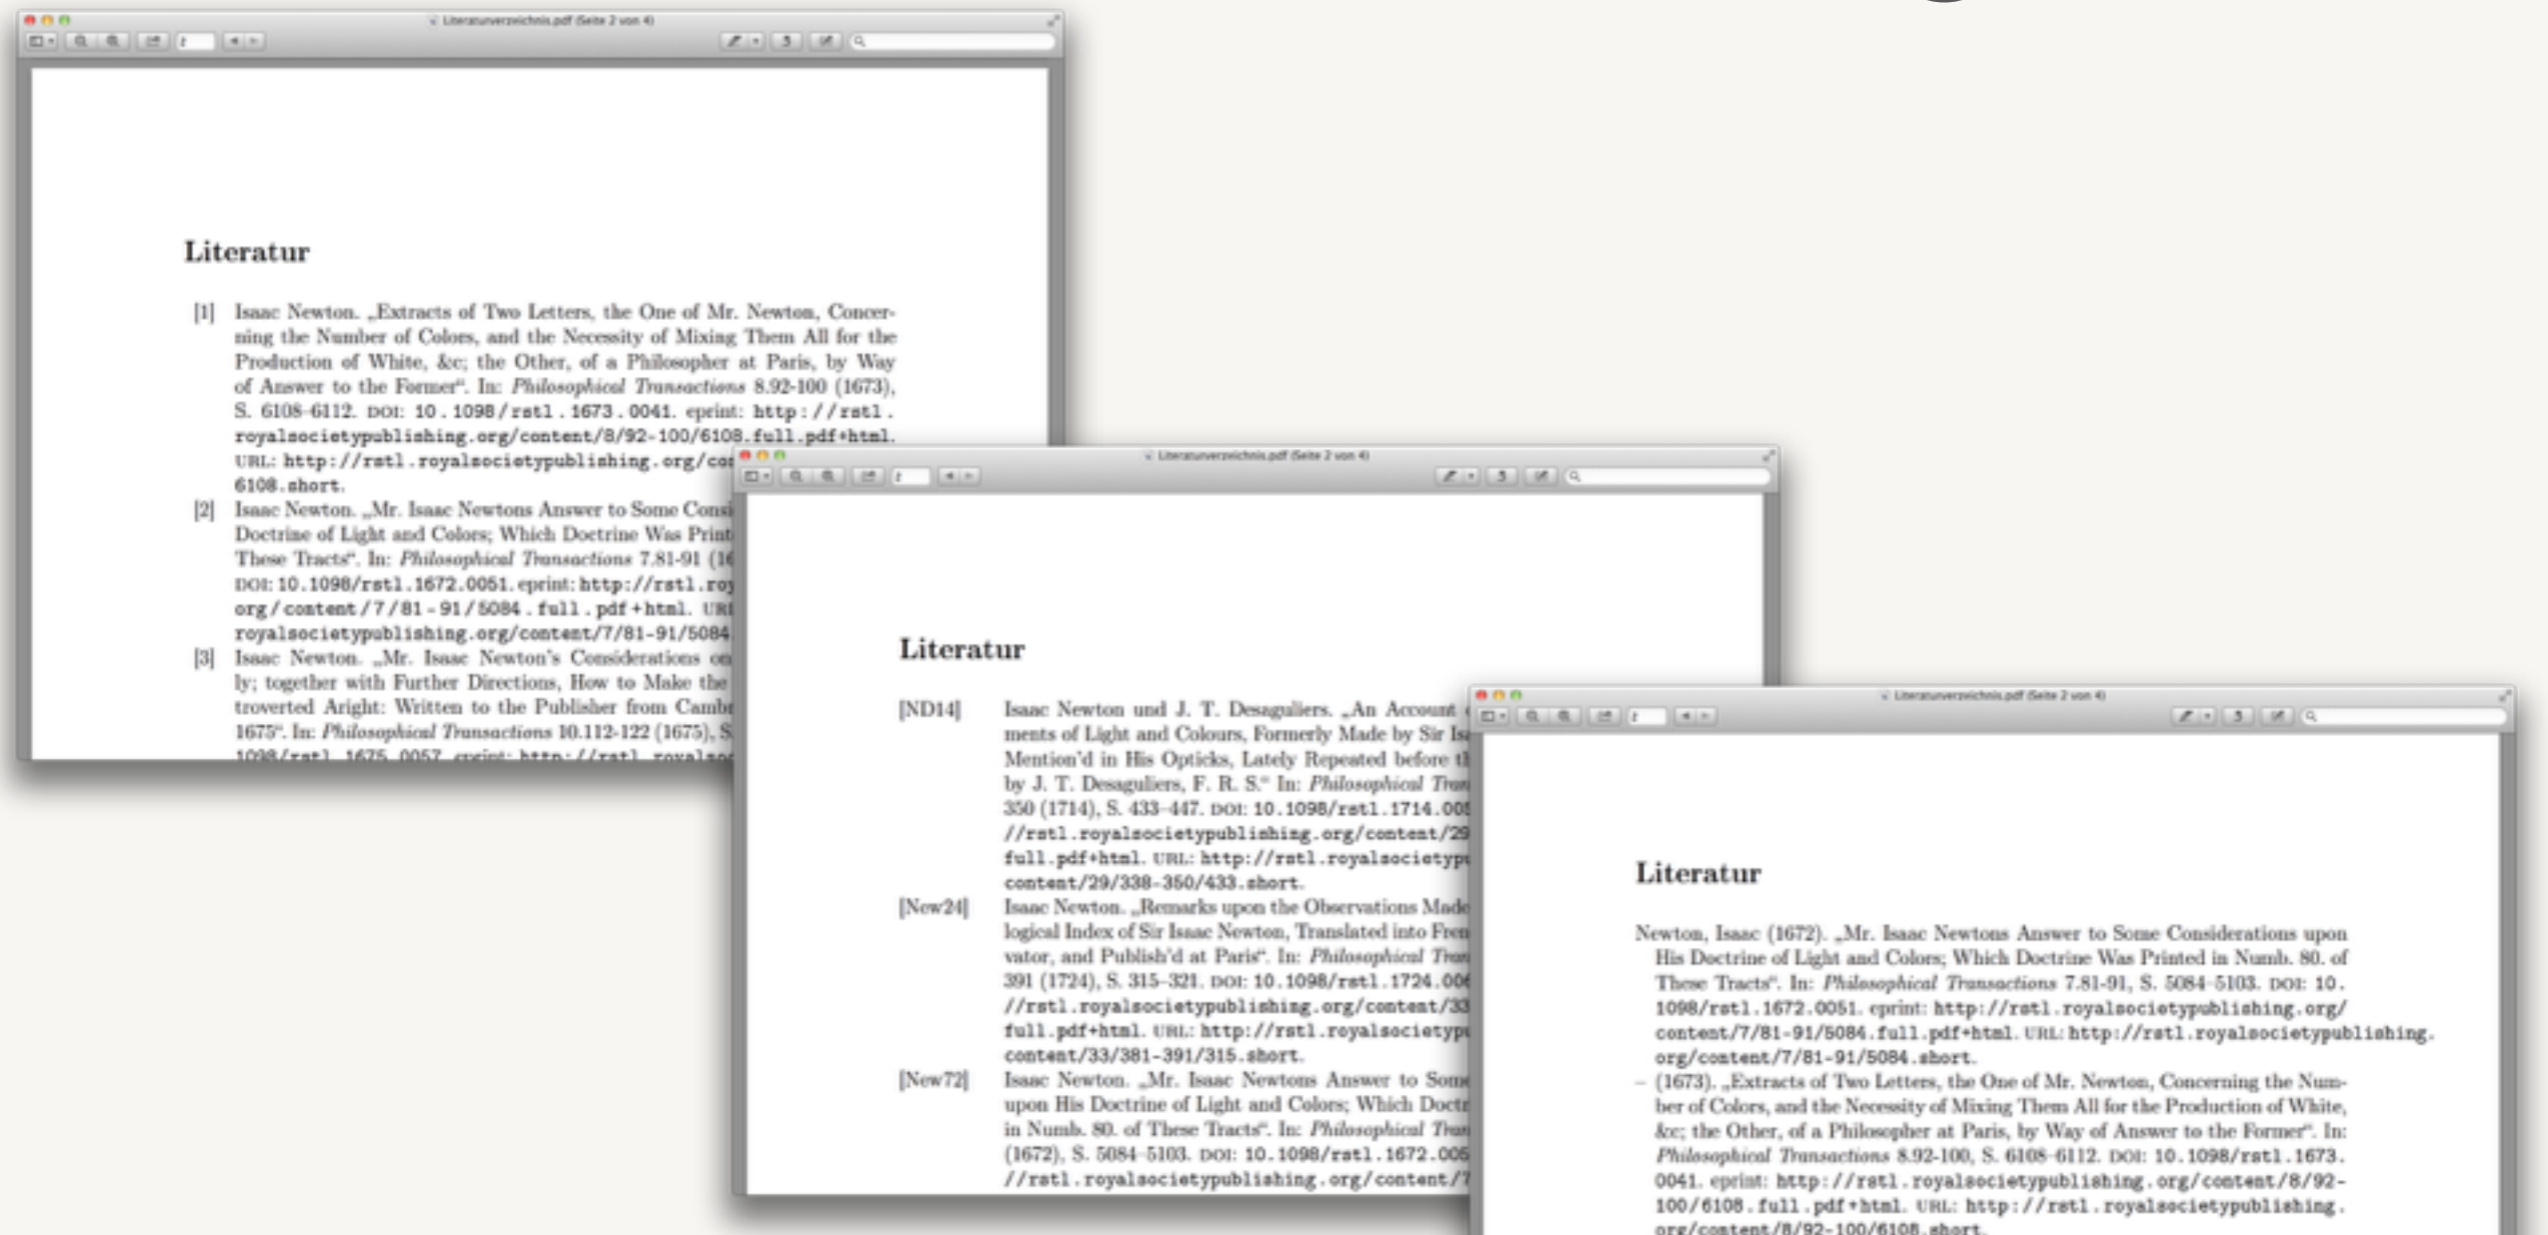 Literaturverzeichnis.pdf (Seite 2 von 4)
Literatur
[1] Isaac Newton. „Extracts of Two Letters, the One of Mr. Newton, Concer-
ning the Number of Colors, and the Necessity of Mixing Them All for the
Production of White, &c; the Other, of a Philosopher at Paris, by Way
of Answer to the Former“. In: Philosophical Transactions 8.92-100 (1673),
S. 6108–6112. DOI: 10.1098/rstl.1673.0041. eprint: http://rstl.
royalsocietypublishing.org/content/8/92-100/6108.full.pdf+html.
URL: http://rstl.royalsocietypublishing.org/co
6108.short.
[2] Isaac Newton. „Mr. Isaac Newtons Answer to Some Consi
Doctrine of Light and Colors; Which Doctrine Was Print
These Tracts“. In: Philosophical Transactions 7.81-91 (16
DOI: 10.1098/rstl.1672.0051. eprint: http://rstl.roy
org/content/7/81-91/5084.full.pdf+html. URL
royalsocietypublishing.org/content/7/81-91/5084
[3] Isaac Newton. „Mr. Isaac Newton's Considerations on
ly; together with Further Directions, How to Make the
troverted Aright: Written to the Publisher from Cambr
1675“. In: Philosophical Transactions 10.112-122 (1675), S.
1098/rstl.1675.0057. eprint: http://rstl.royalsoc
Literaturverzeichnis.pdf (Seite 2 von 4)
Literatur
[ND14] Isaac Newton und J. T. Desaguliers. „An Account
ments of Light and Colours, Formerly Made by Sir Isa
Mention'd in His Opticks, Lately Repeated before th
by J. T. Desaguliers, F. R. S.“ In: Philosophical Tran
350 (1714), S. 433–447. DOI: 10.1098/rstl.1714.005
//rstl.royalsocietypublishing.org/content/29
full.pdf+html. URL: http://rstl.royalsocietypu
content/29/338-350/433.short.
[New24] Isaac Newton. „Remarks upon the Observations Made
logical Index of Sir Isaac Newton, Translated into Fren
vator, and Publish'd at Paris“. In: Philosophical Tran
391 (1724), S. 315–321. DOI: 10.1098/rstl.1724.006
//rstl.royalsocietypublishing.org/content/33
full.pdf+html. URL: http://rstl.royalsocietypu
content/33/381-391/315.short.
[New72] Isaac Newton. „Mr. Isaac Newtons Answer to Some
upon His Doctrine of Light and Colors; Which Doctr
in Numb. 80. of These Tracts“. In: Philosophical Tran
(1672), S. 5084–5103. DOI: 10.1098/rstl.1672.005
//rstl.royalsocietypublishing.org/content/7
Literaturverzeichnis.pdf (Seite 2 von 4)
Literatur
Newton, Isaac (1672). „Mr. Isaac Newtons Answer to Some Considerations upon
His Doctrine of Light and Colors; Which Doctrine Was Printed in Numb. 80. of
These Tracts“. In: Philosophical Transactions 7.81-91, S. 5084–5103. DOI: 10.
1098/rstl.1672.0051. eprint: http://rstl.royalsocietypublishing.org/
content/7/81-91/5084.full.pdf+html. URL: http://rstl.royalsocietypublishing.
org/content/7/81-91/5084.short.
– (1673). „Extracts of Two Letters, the One of Mr. Newton, Concerning the Num-
ber of Colors, and the Necessity of Mixing Them All for the Production of White,
&c; the Other, of a Philosopher at Paris, by Way of Answer to the Former“. In:
Philosophical Transactions 8.92-100, S. 6108–6112. DOI: 10.1098/rstl.1673.
0041. eprint: http://rstl.royalsocietypublishing.org/content/8/92-
100/6108.full.pdf+html. URL: http://rstl.royalsocietypublishing.
org/content/8/92-100/6108.short.